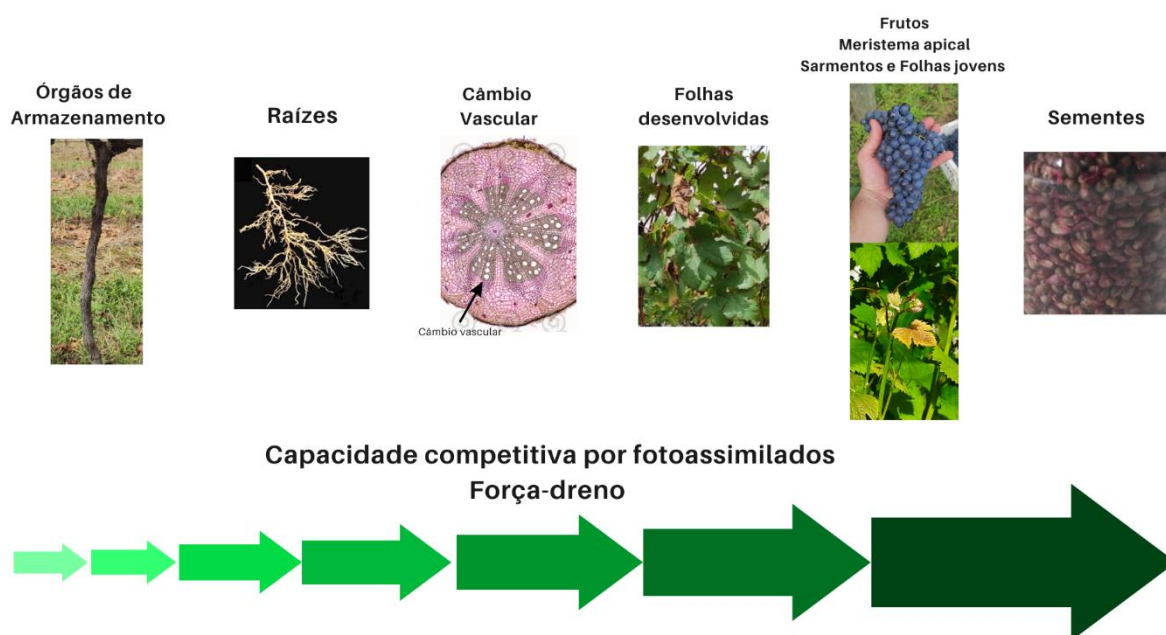 Órgãos de
Armazenamento
Raízes
Câmbio
Vascular
Câmbio vascular
Folhas
desenvolvidas
Frutos
Meristema apical
Sarmentos e Folhas jovens
Sementes
Capacidade competitiva por fotoassimilados
Força-dreno